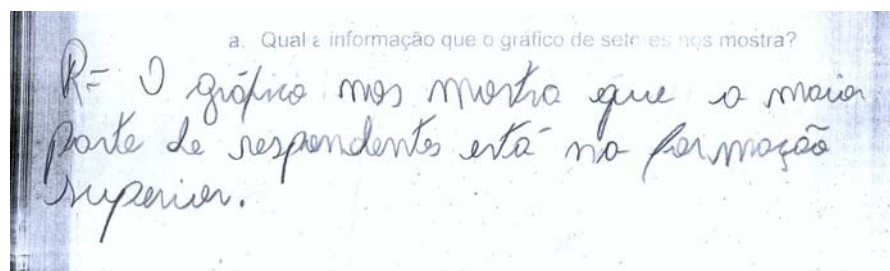 a. Qual a informação que o gráfico de setores nos mostra?
R= O gráfico nos mostra que a maior
parte de respondentes está na formação
superior.